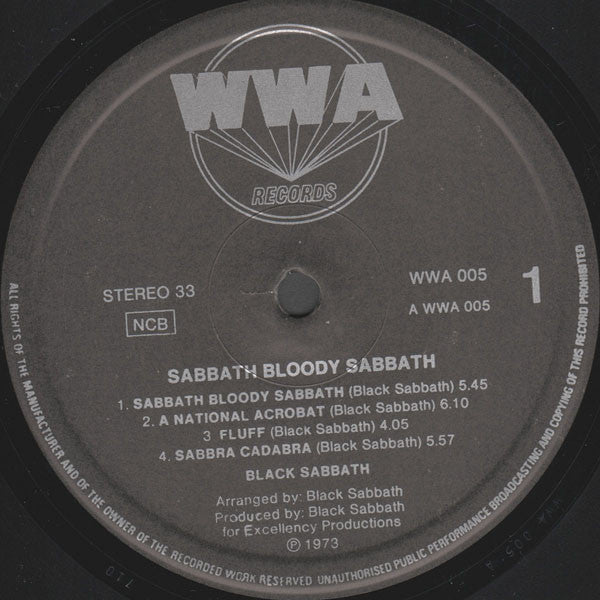 WWA
RECORDS
STEREO 33
NCB
WWA 005
A WWA 005
1
SABBATH BLOODY SABBATH
1. SABBATH BLOODY SABBATH (Black Sabbath) 5.45
2. A NATIONAL ACROBAT (Black Sabbath) 6.10
3 FLUFF (Black Sabbath) 4.05
4. SABBRA CADABRA (Black Sabbath) 5.57
BLACK SABBATH
Arranged by: Black Sabbath
Produced by: Black Sabbath
for Excellency Productions
Ⓟ 1973
ALL RIGHTS OF THE MANUFACTURER AND OF THE OWNER OF THE RECORDED WORK RESERVED UNAUTHORISED PUBLIC PERFORMANCE BROADCASTING AND COPYING OF THIS RECORD PROHIBITED